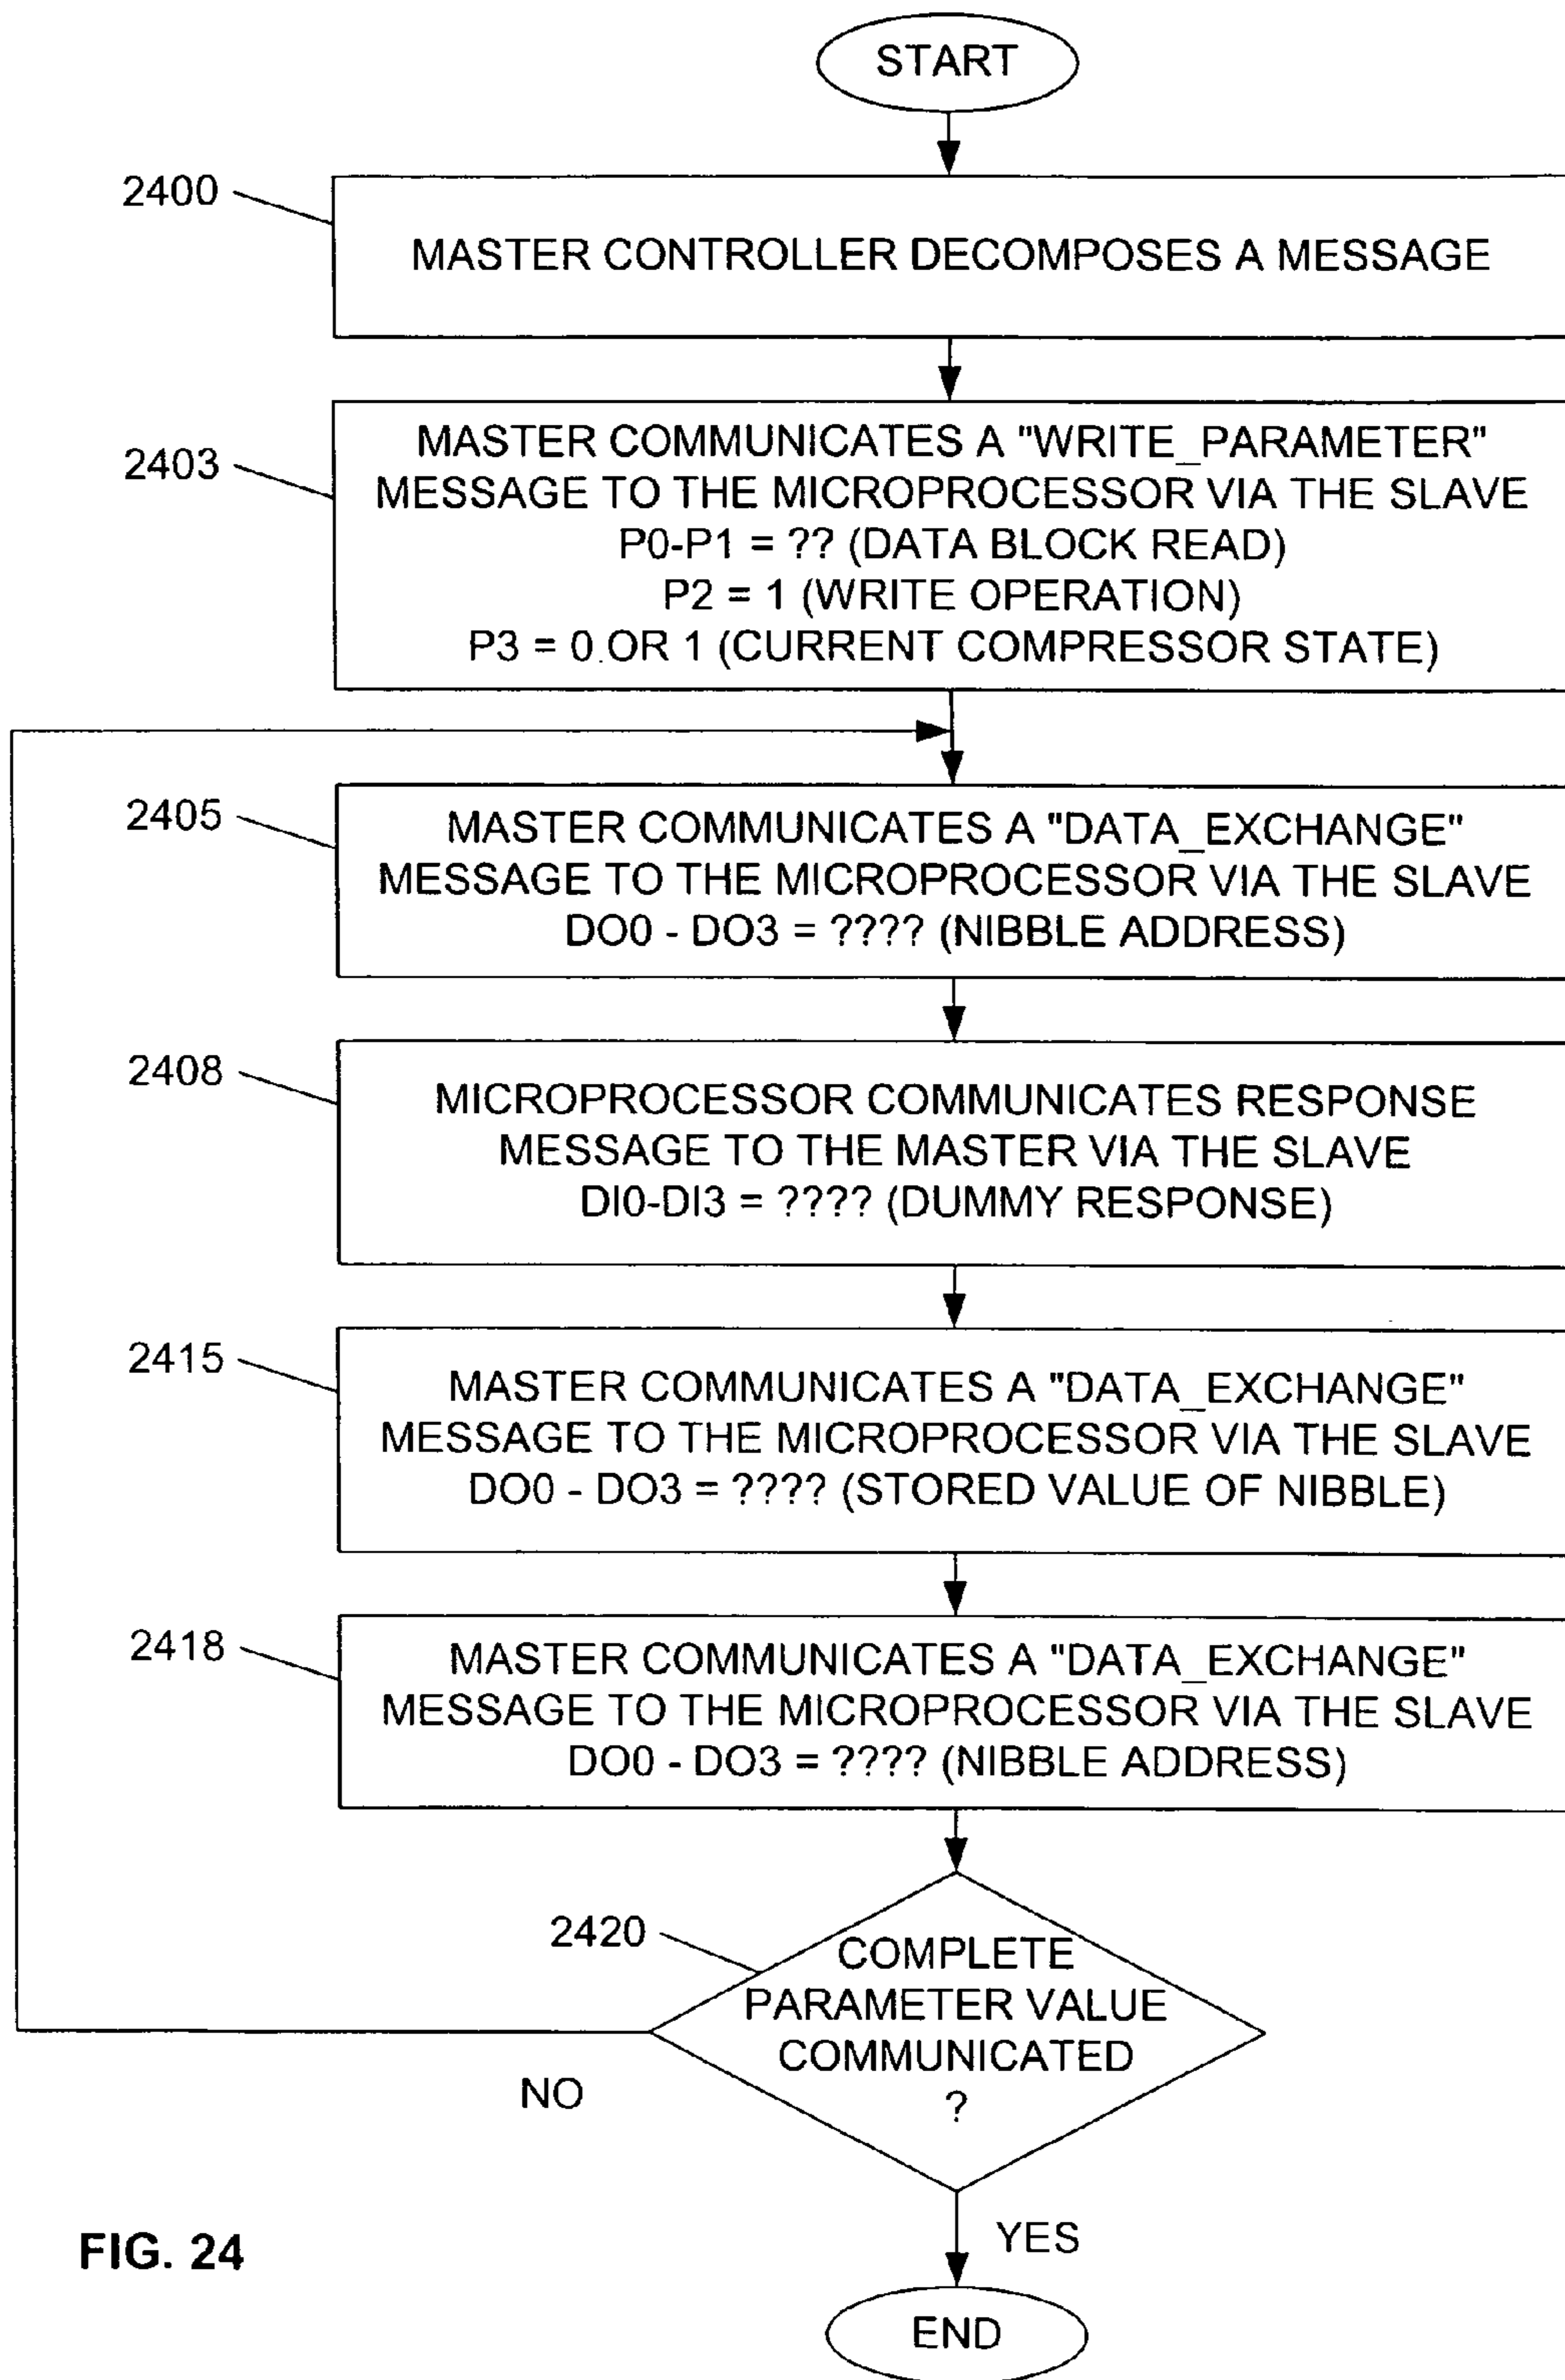 START
2400
MASTER CONTROLLER DECOMPOSES A MESSAGE
2403
MASTER COMMUNICATES A "WRITE_PARAMETER"
MESSAGE TO THE MICROPROCESSOR VIA THE SLAVE
P0-P1 = ?? (DATA BLOCK READ)
P2 = 1 (WRITE OPERATION)
P3 = 0 OR 1 (CURRENT COMPRESSOR STATE)
2405
MASTER COMMUNICATES A "DATA_EXCHANGE"
MESSAGE TO THE MICROPROCESSOR VIA THE SLAVE
DO0 - DO3 = ???? (NIBBLE ADDRESS)
2408
MICROPROCESSOR COMMUNICATES RESPONSE
MESSAGE TO THE MASTER VIA THE SLAVE
DI0-DI3 = ???? (DUMMY RESPONSE)
2415
MASTER COMMUNICATES A "DATA_EXCHANGE"
MESSAGE TO THE MICROPROCESSOR VIA THE SLAVE
DO0 - DO3 = ???? (STORED VALUE OF NIBBLE)
2418
MASTER COMMUNICATES A "DATA_EXCHANGE"
MESSAGE TO THE MICROPROCESSOR VIA THE SLAVE
DO0 - DO3 = ???? (NIBBLE ADDRESS)
2420
COMPLETE
PARAMETER VALUE
COMMUNICATED
?
NO
YES
FIG. 24
END